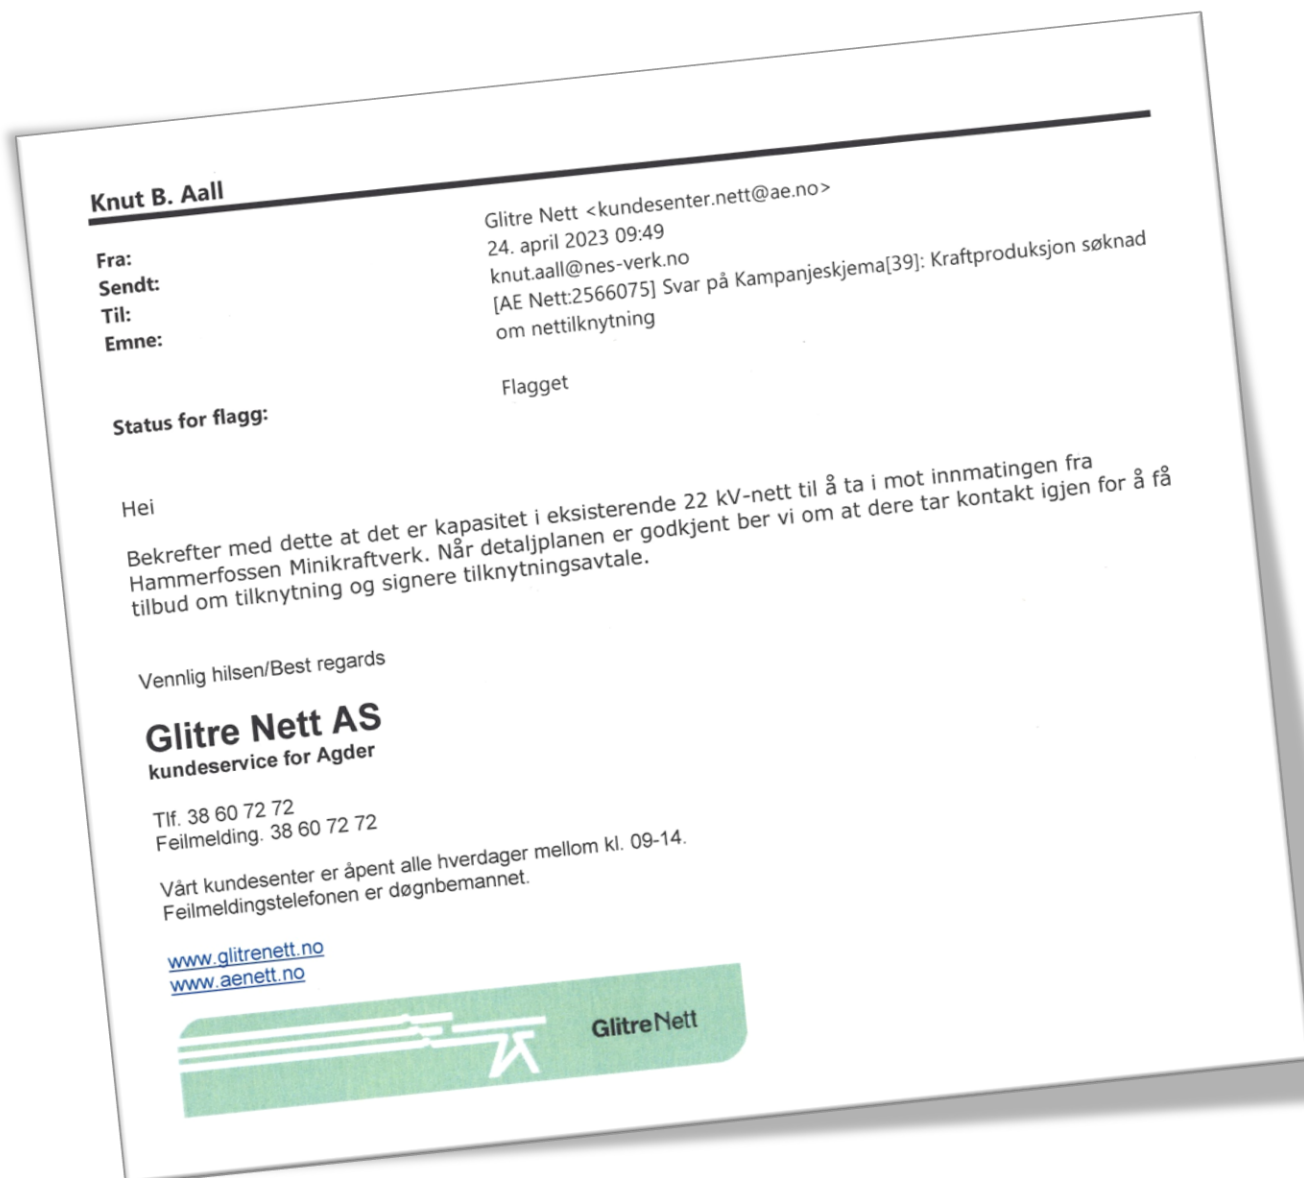 Knut B. Aall
Fra: Glitre Nett <kundesenter.nett@ae.no>
Sendt: 24. april 2023 09:49
Til: knut.aall@nes-verk.no
Emne: [AE Nett:2566075] Svar på Kampanjeskjema[39]: Kraftproduksjon søknad
om nettilknytning
Status for flagg: Flagget
Hei
Bekrefter med dette at det er kapasitet i eksisterende 22 kV-nett til å ta i mot innmatingen fra
Hammerfossen Minikraftverk. Når detaljplanen er godkjent ber vi om at dere tar kontakt igjen for å få
tilbud om tilknytning og signere tilknytningsavtale.
Vennlig hilsen/Best regards
Glitre Nett AS
kundeservice for Agder
Tlf. 38 60 72 72
Feilmelding. 38 60 72 72
Vårt kundesenter er åpent alle hverdager mellom kl. 09-14.
Feilmeldingstelefonen er døgnbemannet.
www.glitrenett.no
www.aenett.no
GlitreNett